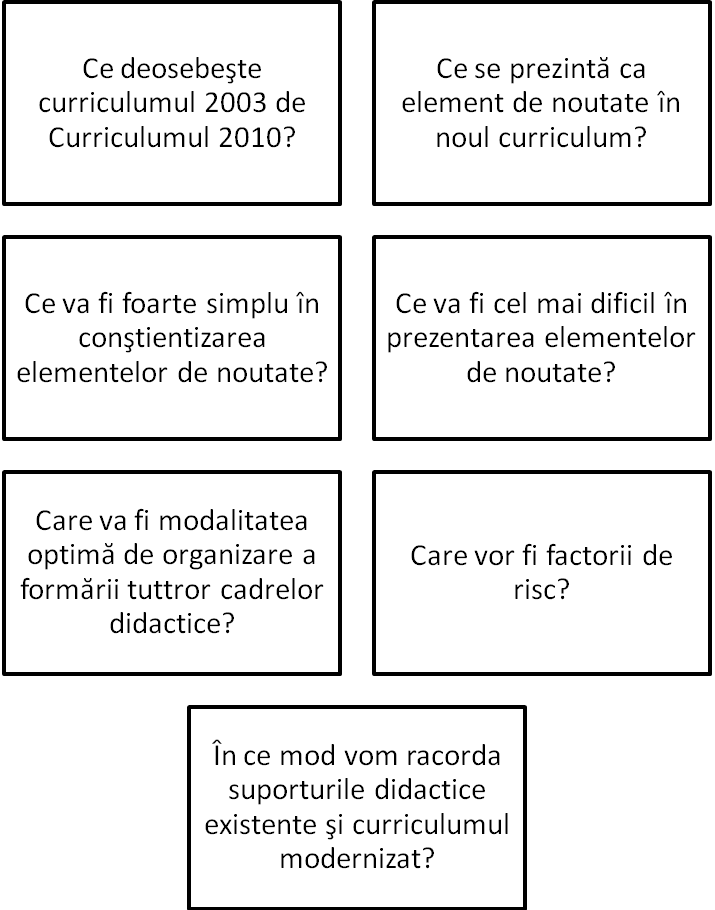 Ce deosebeşte
curriculumul 2003 de
Curriculumul 2010?
Ce se prezintă ca
element de noutate în
noul curriculum?
Ce va fi foarte simplu în
conştientizarea
elementelor de noutate?
Ce va fi cel mai dificil în
prezentarea elementelor
de noutate?
Care va fi modalitatea
optimă de organizare a
formării tuttror cadrelor
didactice?
Care vor fi factorii de
risc?
În ce mod vom racorda
suporturile didactice
existente şi curriculumul
modernizat?